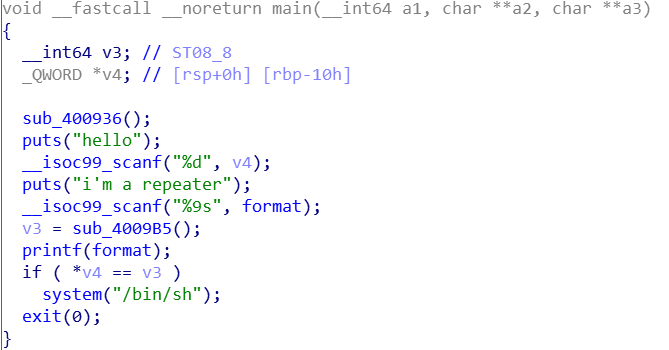 void __fastcall __noreturn main(__int64 a1, char **a2, char **a3)
{
  __int64 v3; // ST08_8
  _QWORD *v4; // [rsp+0h] [rbp-10h]

  sub_400936();
  puts("hello");
  __isoc99_scanf("%d", v4);
  puts("i'm a repeater");
  __isoc99_scanf("%9s", format);
  v3 = sub_4009B5();
  printf(format);
  if ( *v4 == v3 )
    system("/bin/sh");
  exit(0);
}